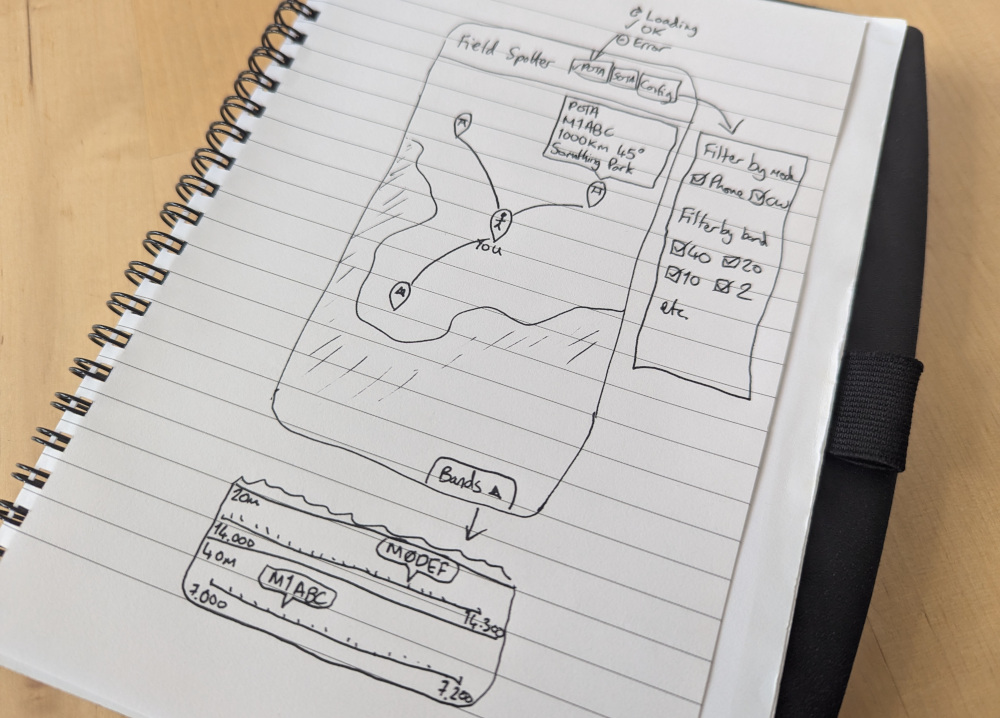 Loading
OK
Error
Field Spotter
✓POTA SOTA Config
POTA
M1ABC
1000km 45°
Something Park
You
Filter by mode
☑ Phone ☑ CW
Filter by band
☑ 40 ☑ 20
☑ 10 ☑ 2
etc.
Bands ▲
20m
14.000
14.300
MØDEF
40m
M1ABC
7.000
7.200